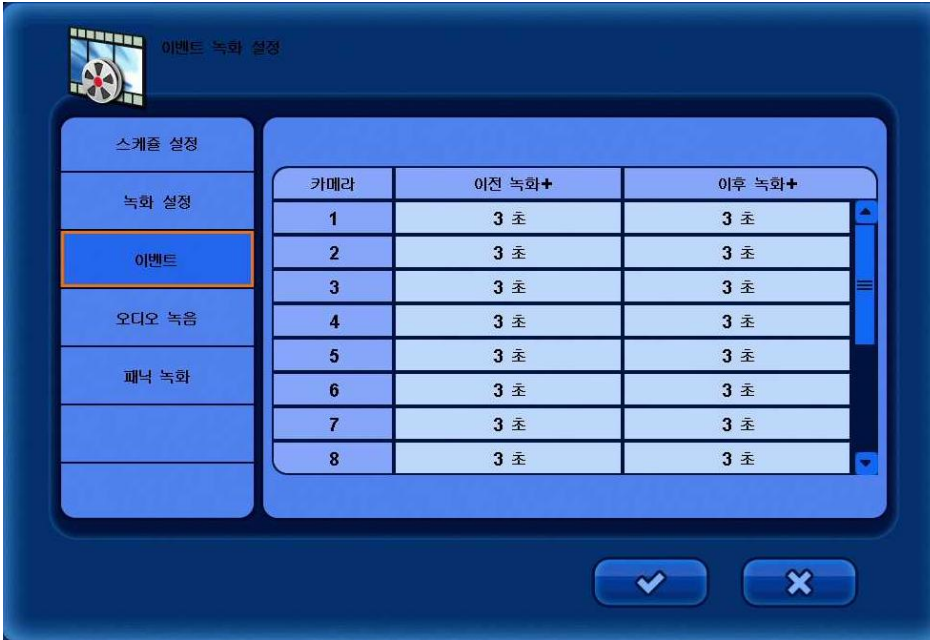 이벤트 녹화 설정
스케쥴 설정
녹화 설정
이벤트
오디오 녹음
패닉 녹화
카메라 이전 녹화+ 이후 녹화+
1 3 초 3 초
2 3 초 3 초
3 3 초 3 초
4 3 초 3 초
5 3 초 3 초
6 3 초 3 초
7 3 초 3 초
8 3 초 3 초